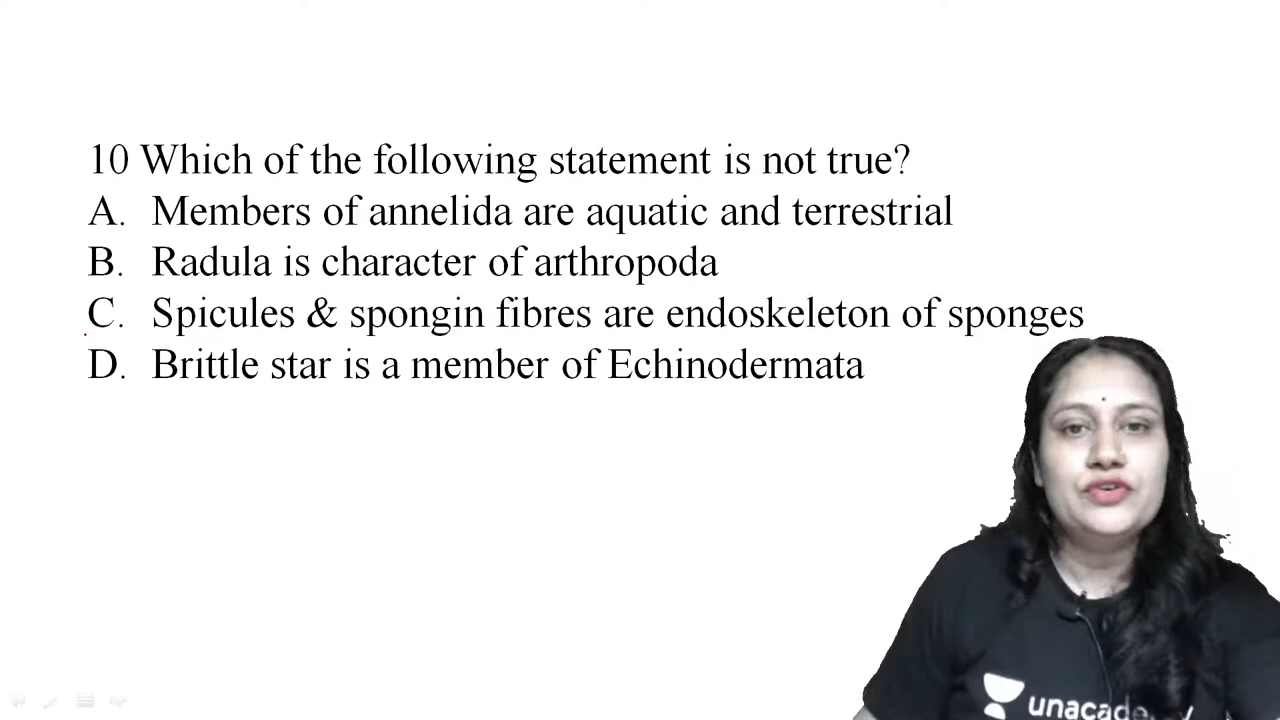 10 Which of the following statement is not true?
A. Members of annelida are aquatic and terrestrial
B. Radula is character of arthropoda
C. Spicules & spongin fibres are endoskeleton of sponges
D. Brittle star is a member of Echinodermata
unacademy